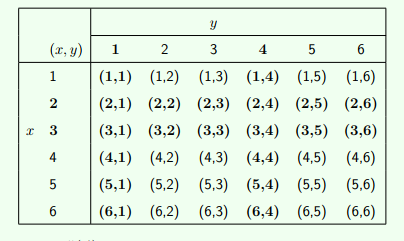 y
(x, y) 1 2 3 4 5 6
1 (1,1) (1,2) (1,3) (1,4) (1,5) (1,6)
2 (2,1) (2,2) (2,3) (2,4) (2,5) (2,6)
x 3 (3,1) (3,2) (3,3) (3,4) (3,5) (3,6)
4 (4,1) (4,2) (4,3) (4,4) (4,5) (4,6)
5 (5,1) (5,2) (5,3) (5,4) (5,5) (5,6)
6 (6,1) (6,2) (6,3) (6,4) (6,5) (6,6)